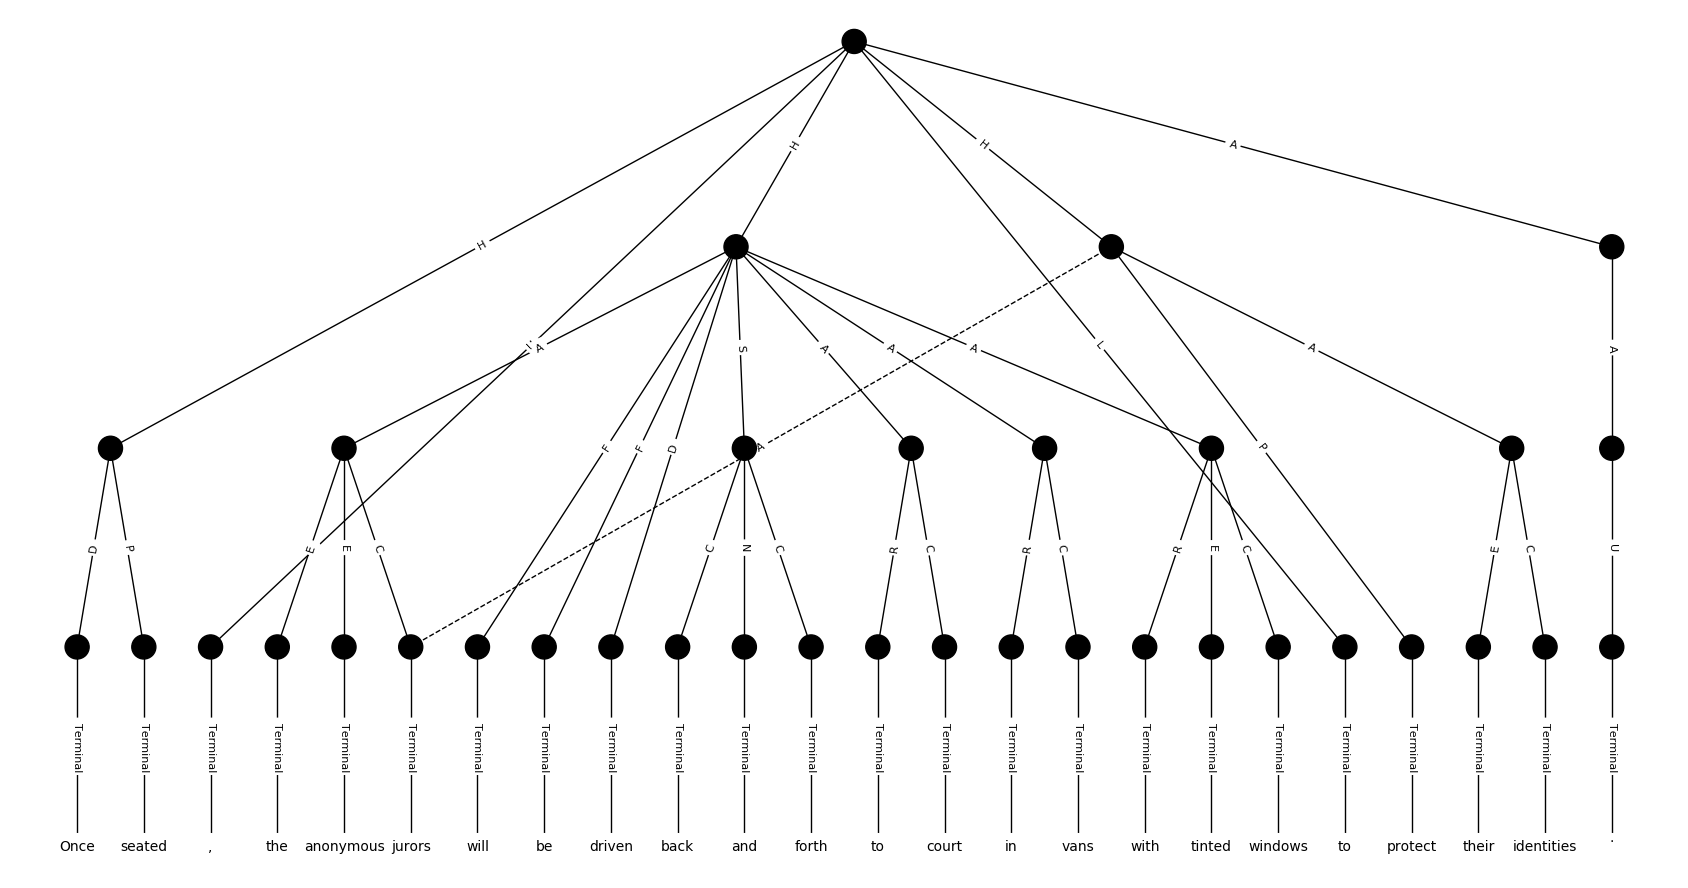 H H A
H L A A S A A A A L A A
F F D A P
D P E E C C N C R C R C R E C E C U
Terminal Terminal Terminal Terminal Terminal Terminal Terminal Terminal Terminal Terminal Terminal Terminal Terminal Terminal Terminal Terminal Terminal Terminal Terminal Terminal Terminal Terminal Terminal Terminal
Once seated , the anonymous jurors will be driven back and forth to court in vans with tinted windows to protect their identities .